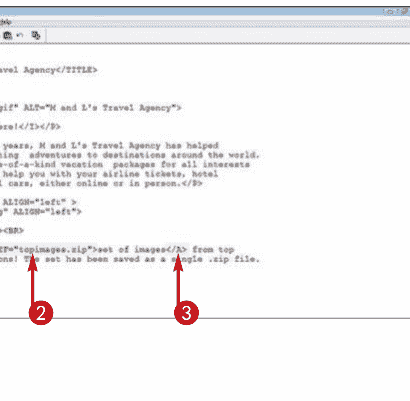 Help
avel Agency</TITLE>
gif" ALT="M and L's Travel Agency">
ere!</I></P>
years, M and L's Travel Agency has helped
ning adventures to destinations around the world.
e-of-a-kind vacation packages for all interests
help you with your airline tickets, hotel
l cars, either online or in person.</P>
ALIGN="left" >
g" ALIGN="left">
><BR>
EF="topimages.zip">set of images</A> from top
ons! The set has been saved as a single .zip file.
2 3